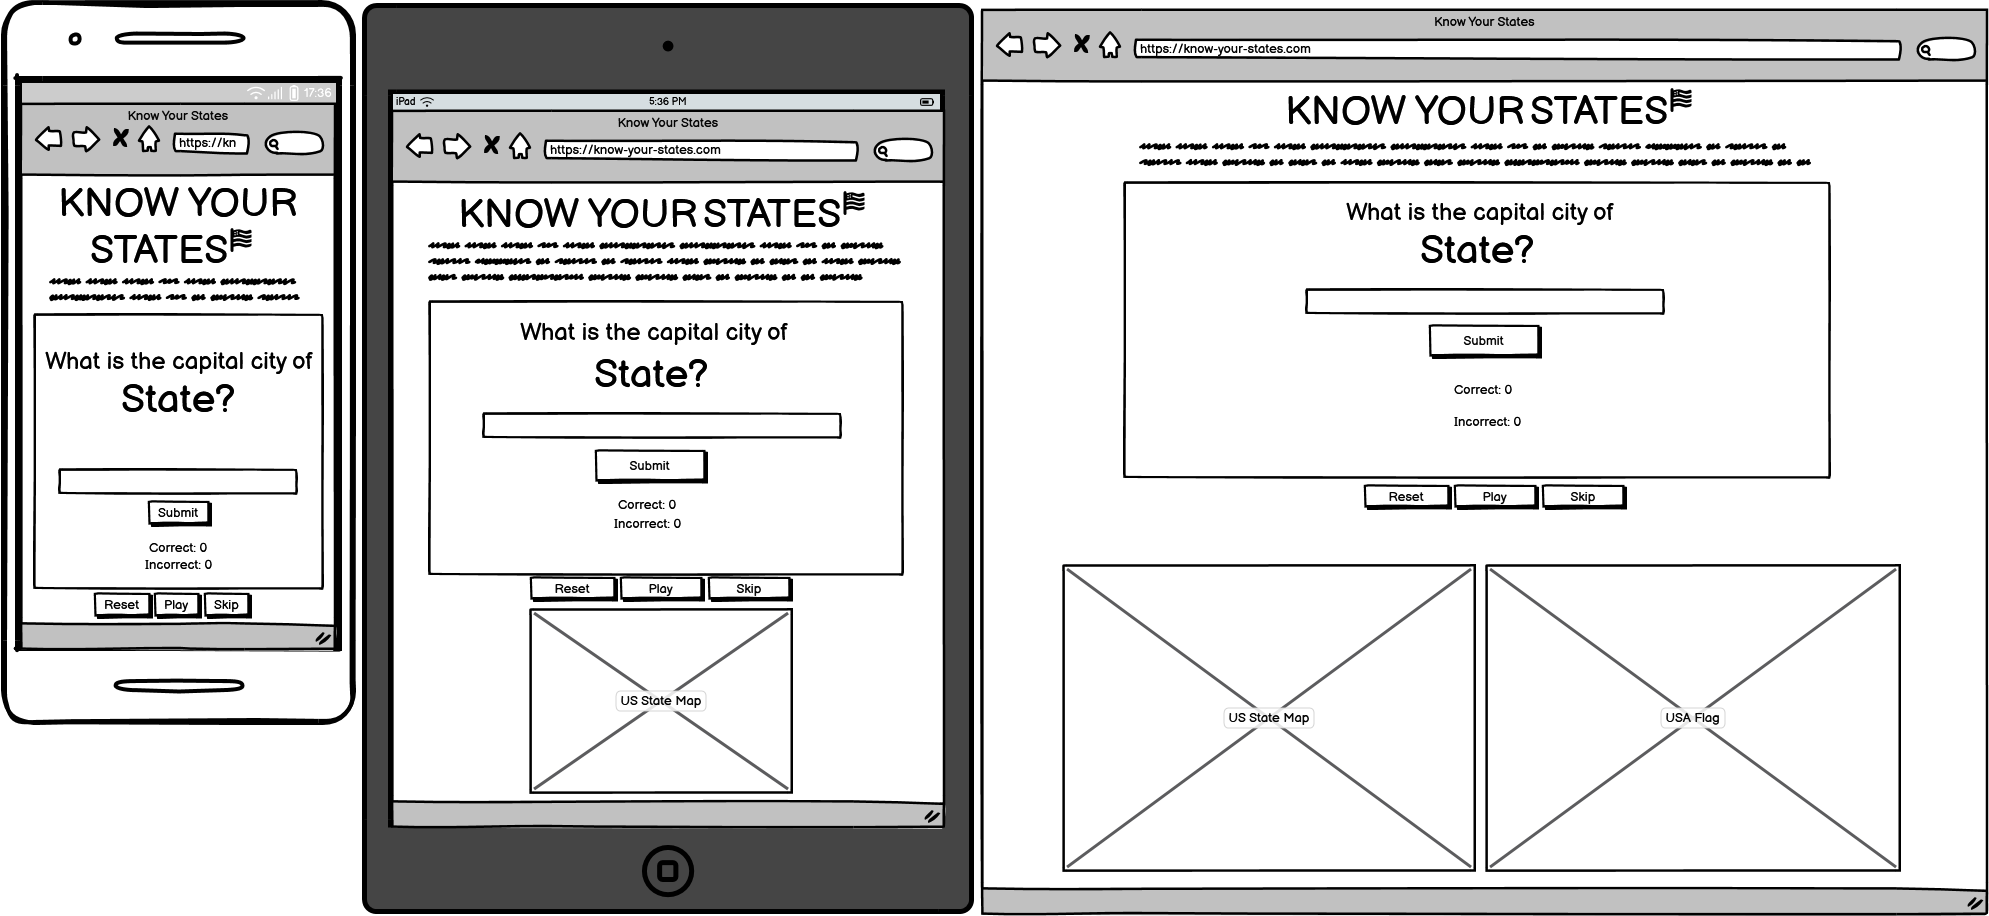 17:36
Know Your States
https://kn
KNOW YOUR
STATES
What is the capital city of
State?
Submit
Correct: 0
Incorrect: 0
Reset Play Skip
iPad 5:36 PM
Know Your States
https://know-your-states.com
KNOW YOUR STATES
What is the capital city of
State?
Submit
Correct: 0
Incorrect: 0
Reset Play Skip
US State Map
Know Your States
https://know-your-states.com
KNOW YOUR STATES
What is the capital city of
State?
Submit
Correct: 0
Incorrect: 0
Reset Play Skip
US State Map USA Flag